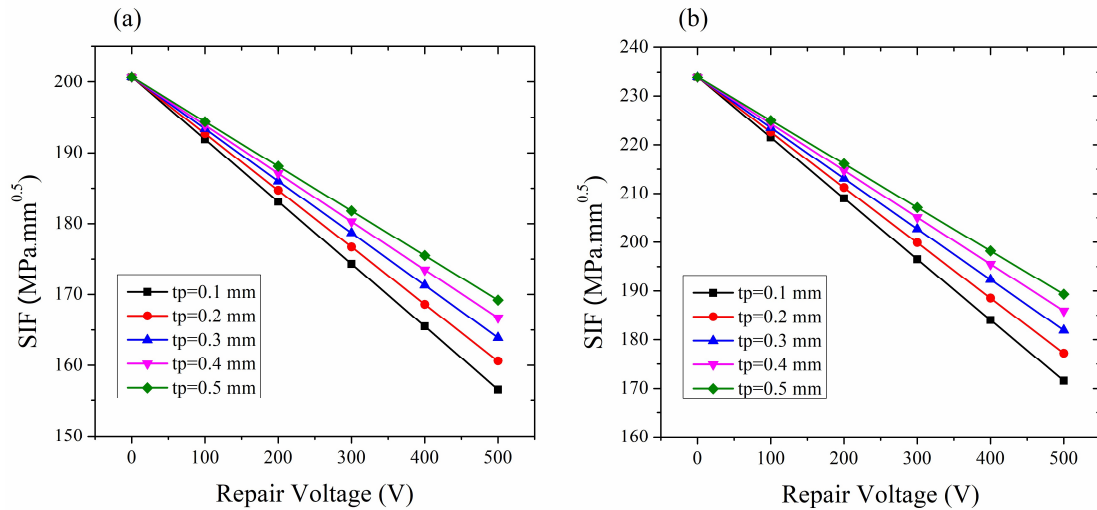 (a)
SIF (MPa.mm^0.5)
200
190
180
170
160
150
tp=0.1 mm
tp=0.2 mm
tp=0.3 mm
tp=0.4 mm
tp=0.5 mm
0 100 200 300 400 500
Repair Voltage (V)
(b)
SIF (MPa.mm^0.5)
240
230
220
210
200
190
180
170
160
tp=0.1 mm
tp=0.2 mm
tp=0.3 mm
tp=0.4 mm
tp=0.5 mm
0 100 200 300 400 500
Repair Voltage (V)